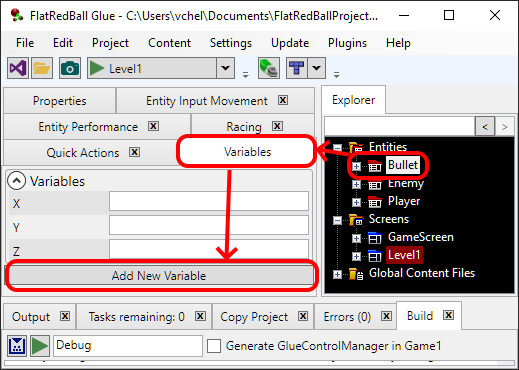 FlatRedBall Glue - C:\Users\vchel\Documents\FlatRedBallProject...
File Project Content Settings Update Plugins Help
Level1
Properties Entity Input Movement
Entity Performance Racing
Quick Actions Variables
Variables
X
Y
Z
Add New Variable
Explorer
< >
Entities
Bullet
Enemy
Player
Screens
GameScreen
Level1
Global Content Files
Output Tasks remaining: 0 Copy Project Errors (0) Build
Debug Generate GlueControlManager in Game1